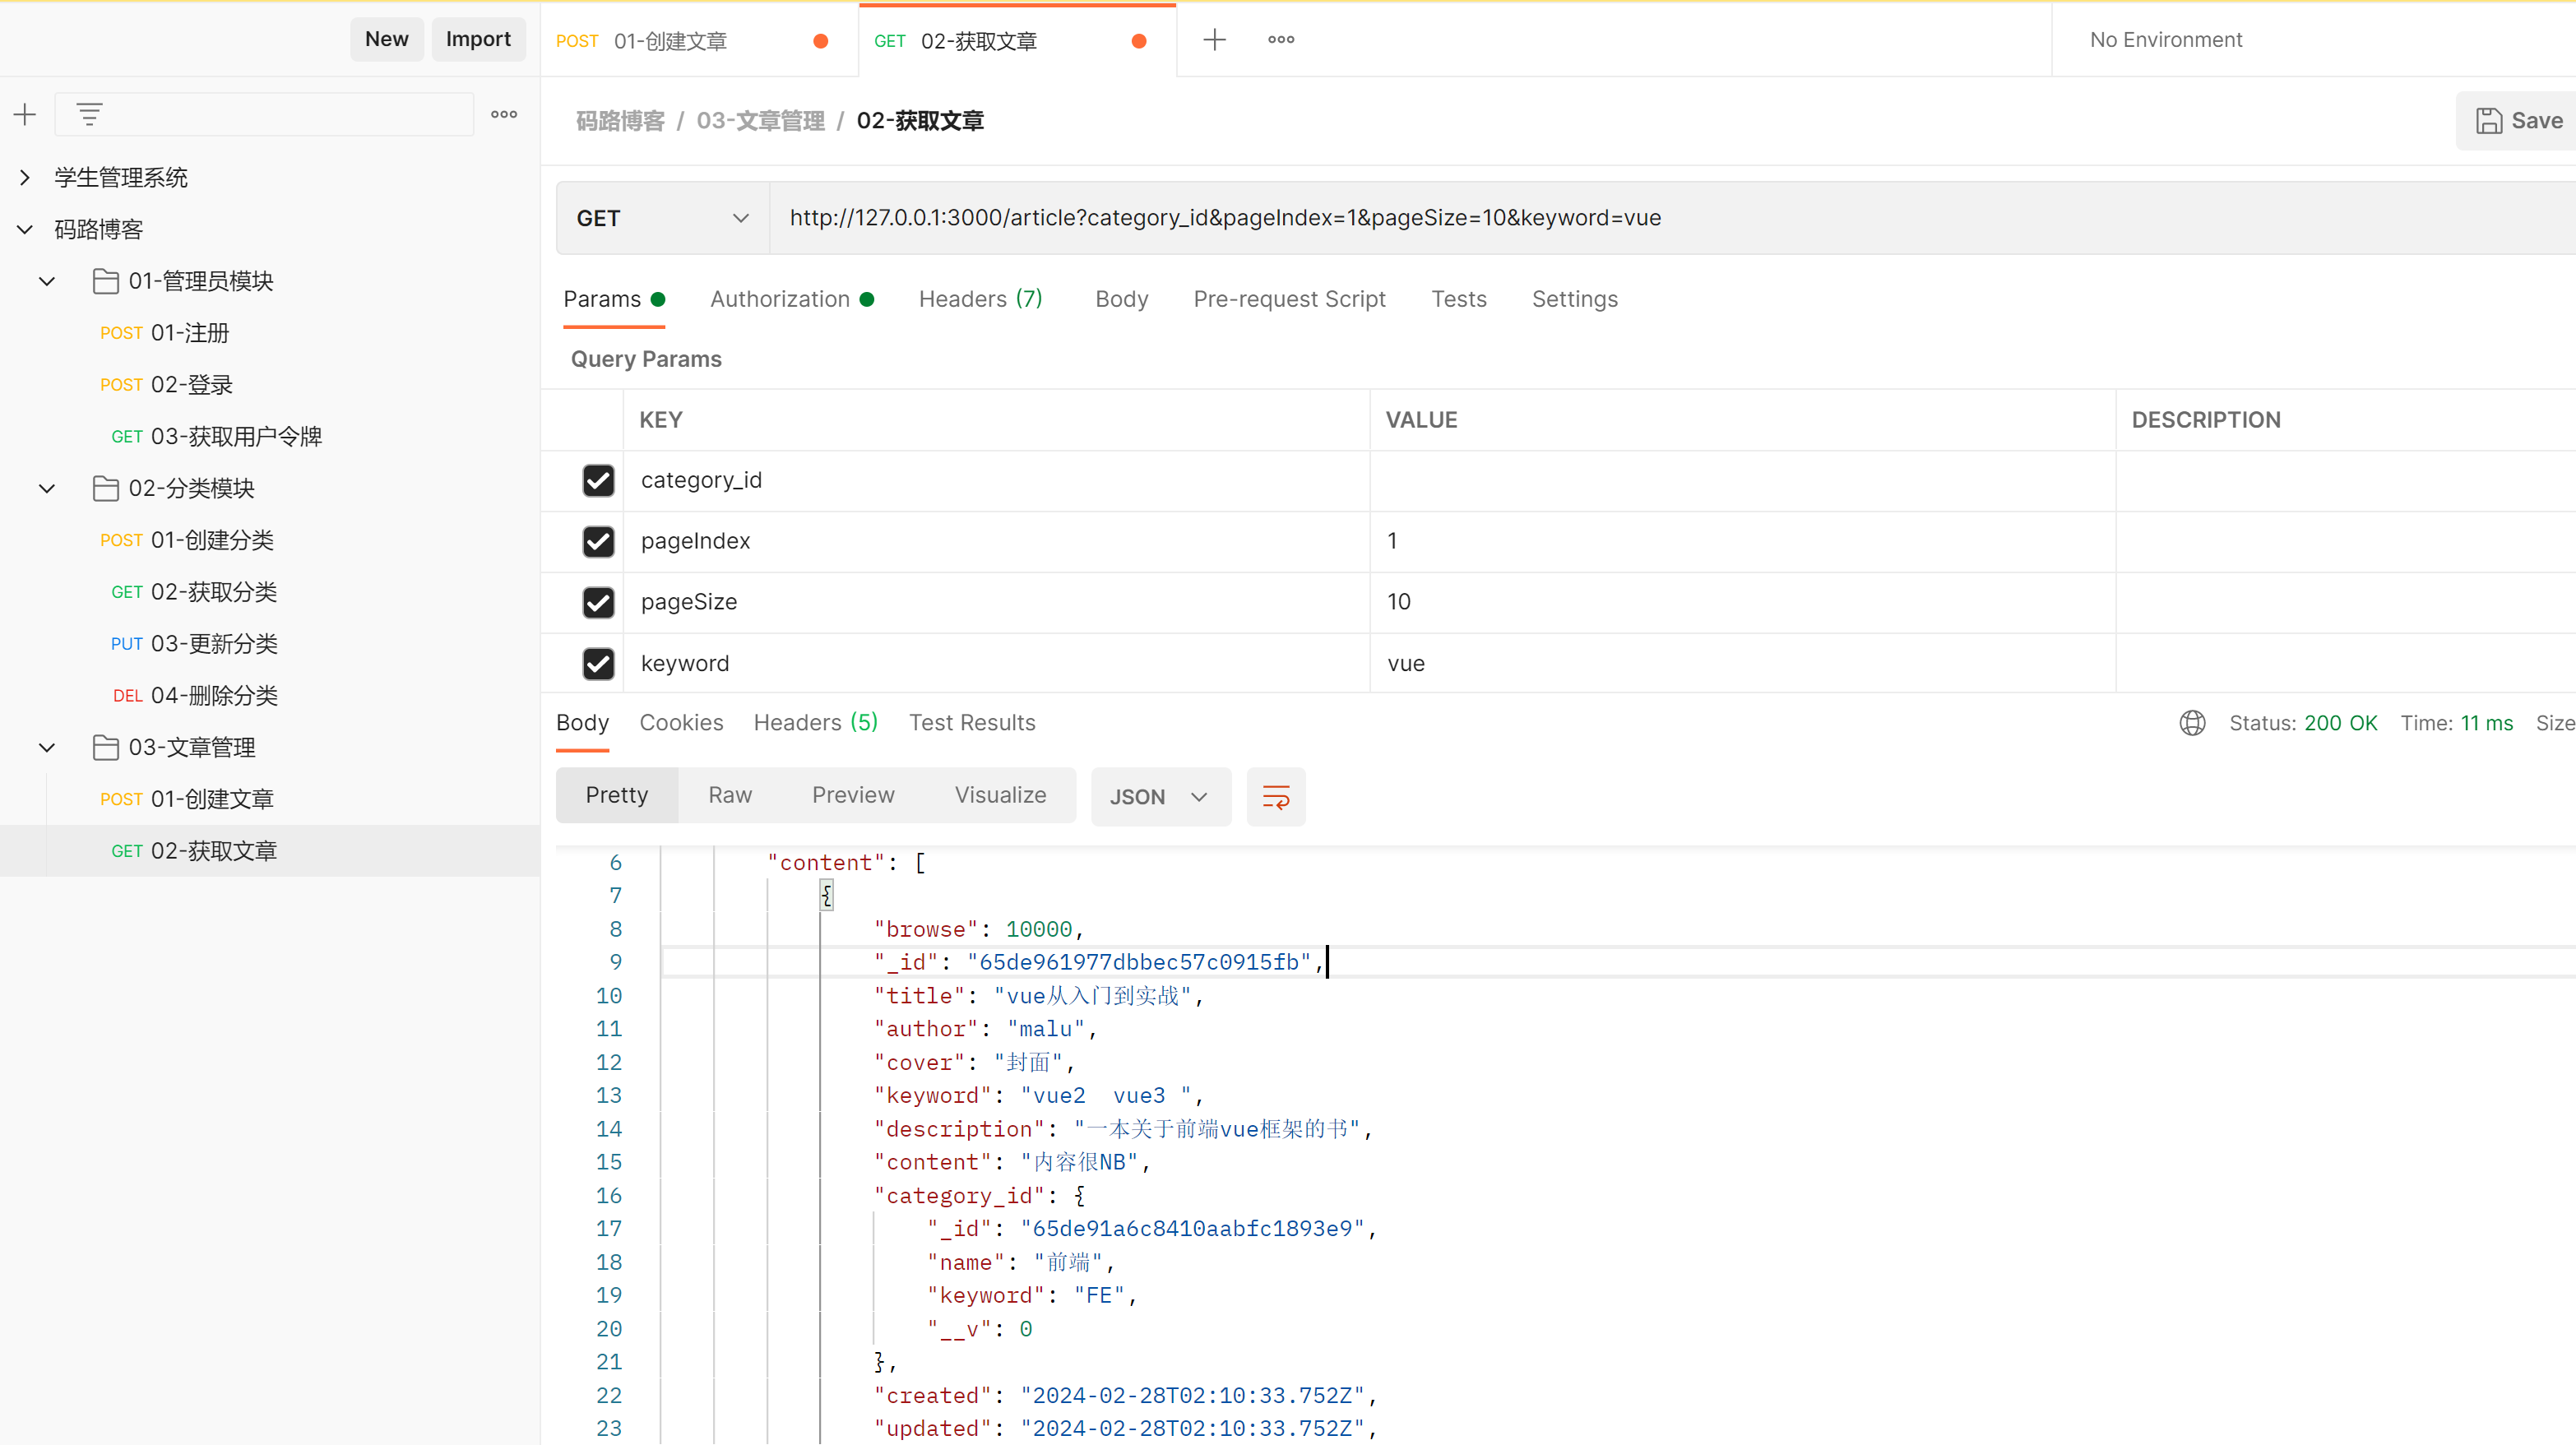 New Import
POST 01-创建文章
GET 02-获取文章
No Environment
学生管理系统
码路博客
01-管理员模块
POST 01-注册
POST 02-登录
GET 03-获取用户令牌
02-分类模块
POST 01-创建分类
GET 02-获取分类
PUT 03-更新分类
DEL 04-删除分类
03-文章管理
POST 01-创建文章
GET 02-获取文章
码路博客 / 03-文章管理 / 02-获取文章
Save
GET http://127.0.0.1:3000/article?category_id&pageIndex=1&pageSize=10&keyword=vue
Params Authorization Headers (7) Body Pre-request Script Tests Settings
Query Params
KEY VALUE DESCRIPTION
category_id
pageIndex 1
pageSize 10
keyword vue
Body Cookies Headers (5) Test Results
Status: 200 OK Time: 11 ms Size
Pretty Raw Preview Visualize JSON
6 "content": [
7 {
8 "browse": 10000,
9 "_id": "65de961977dbbec57c0915fb",
10 "title": "vue从入门到实战",
11 "author": "malu",
12 "cover": "封面",
13 "keyword": "vue2  vue3 ",
14 "description": "一本关于前端vue框架的书",
15 "content": "内容很NB",
16 "category_id": {
17 "_id": "65de91a6c8410aabfc1893e9",
18 "name": "前端",
19 "keyword": "FE",
20 "__v": 0
21 },
22 "created": "2024-02-28T02:10:33.752Z",
23 "updated": "2024-02-28T02:10:33.752Z",